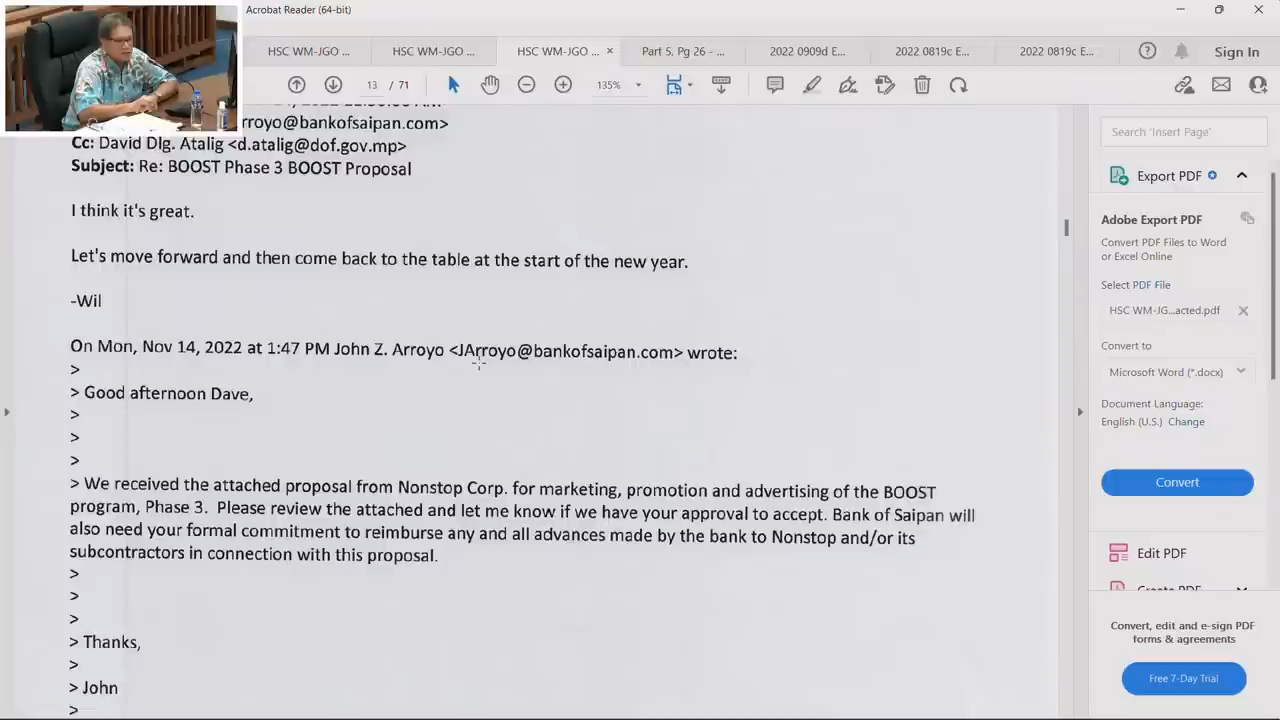 Acrobat Reader (64-bit)
HSC WM-JGO ...
HSC WM-JGO ...
HSC WM-JGO ...
Part 5. Pg 26 - ...
2022 0909d E...
2022 0819c E...
2022 0819c E...
Sign In
13 / 71
135%
Search 'Insert Page'
rroyo@bankofsaipan.com>
Cc: David Dlg. Atalig <d.atalig@dof.gov.mp>
Subject: Re: BOOST Phase 3 BOOST Proposal
I think it's great.
Let's move forward and then come back to the table at the start of the new year.
-Wil
On Mon, Nov 14, 2022 at 1:47 PM John Z. Arroyo <JArroyo@bankofsaipan.com> wrote:
>
> Good afternoon Dave,
>
>
>
> We received the attached proposal from Nonstop Corp. for marketing, promotion and advertising of the BOOST
program, Phase 3.  Please review the attached and let me know if we have your approval to accept. Bank of Saipan will
also need your formal commitment to reimburse any and all advances made by the bank to Nonstop and/or its
subcontractors in connection with this proposal.
>
>
>
> Thanks,
>
> John
>
Export PDF
Adobe Export PDF
Convert PDF Files to Word
or Excel Online
Select PDF File
HSC WM-JG...acted.pdf
Convert to
Microsoft Word (*.docx)
Document Language:
English (U.S.) Change
Convert
Edit PDF
Create PDF
Convert, edit and e-sign PDF
forms & agreements
Free 7-Day Trial